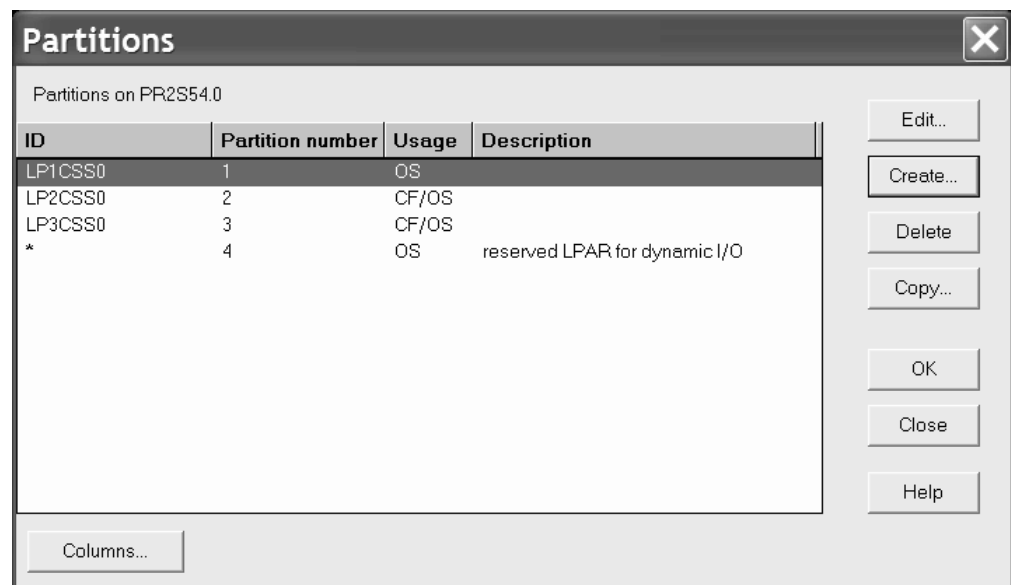 Partitions
Partitions on PR2S54.0
ID Partition number Usage Description
LP1CSS0 1 OS
LP2CSS0 2 CF/OS
LP3CSS0 3 CF/OS
* 4 OS reserved LPAR for dynamic I/O
Edit...
Create...
Delete
Copy...
OK
Close
Help
Columns...